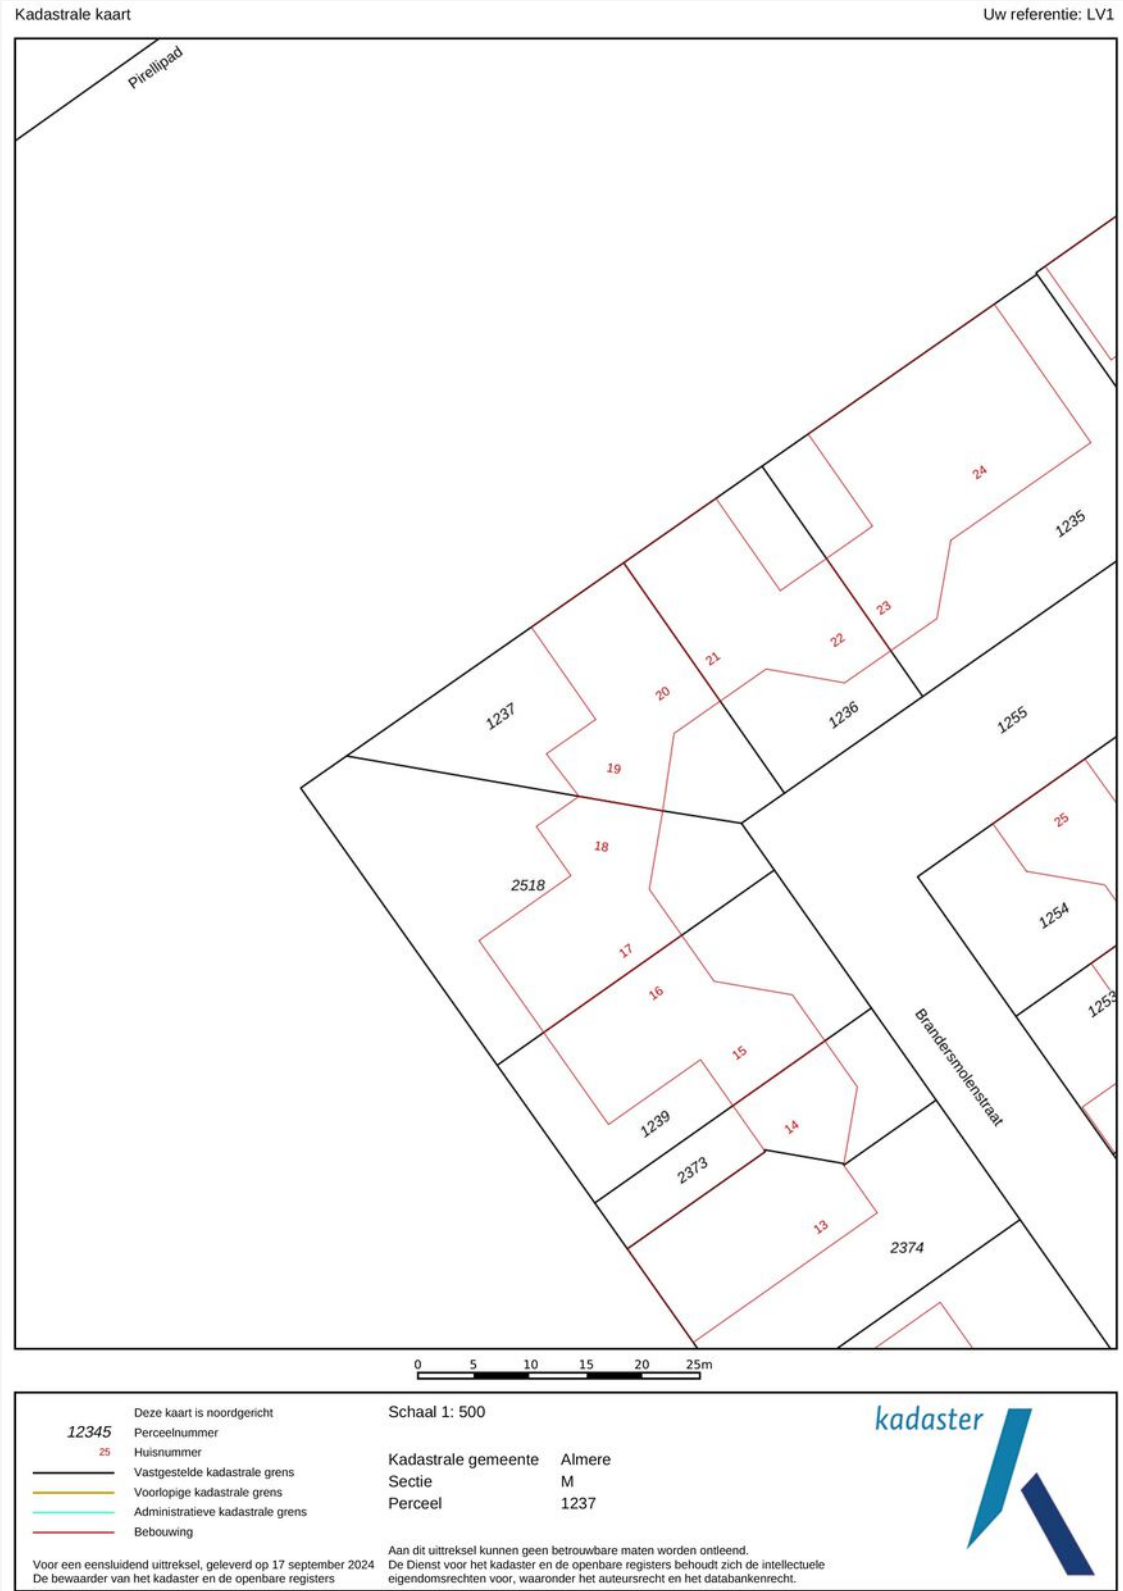 Kadastrale kaart
Uw referentie: LV1
Pirellipad
24
1235
23
22
21
20
1237
1236
1255
19
18
25
2518
1254
17
16
1253
Brandersmolenstraat
15
1239
14
2373
13
2374
0 5 10 15 20 25m
Deze kaart is noordgericht
12345 Perceelnummer
25 Huisnummer
Vastgestelde kadastrale grens
Voorlopige kadastrale grens
Administratieve kadastrale grens
Bebouwing
Voor een eensluidend uittreksel, geleverd op 17 september 2024
De bewaarder van het kadaster en de openbare registers
Schaal 1: 500
Kadastrale gemeente Almere
Sectie M
Perceel 1237
Aan dit uittreksel kunnen geen betrouwbare maten worden ontleend.
De Dienst voor het kadaster en de openbare registers behoudt zich de intellectuele
eigendomsrechten voor, waaronder het auteursrecht en het databankenrecht.
kadaster